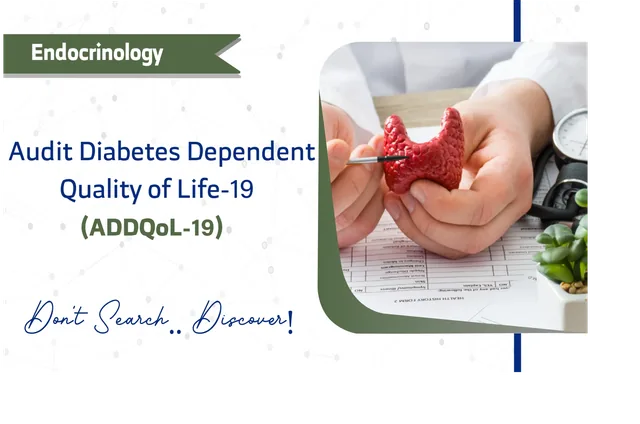 Endocrinology
Audit Diabetes Dependent
Quality of Life-19
(ADDQoL-19)
Don't Search.. Discover!